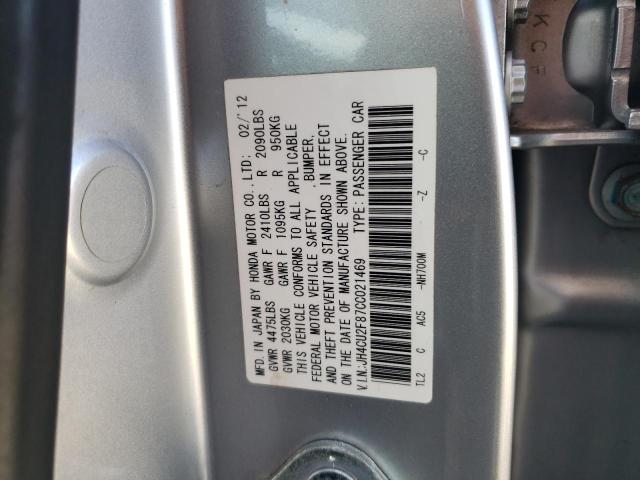 MFD. IN JAPAN BY HONDA MOTOR CO., LTD: 02/'12
GVWR 4475LBS GAWR F 2410LBS R 2090LBS
GVWR 2030KG GAWR F 1095KG R 950KG
THIS VEHICLE CONFORMS TO ALL APPLICABLE
FEDERAL MOTOR VEHICLE SAFETY , BUMPER,
AND THEFT PREVENTION STANDARDS IN EFFECT
ON THE DATE OF MANUFACTURE SHOWN ABOVE.
V.I.N:JH4CU2F87CC021469 TYPE:PASSENGER CAR
TL2 C AC5 -NH700M -Z -C
KCF